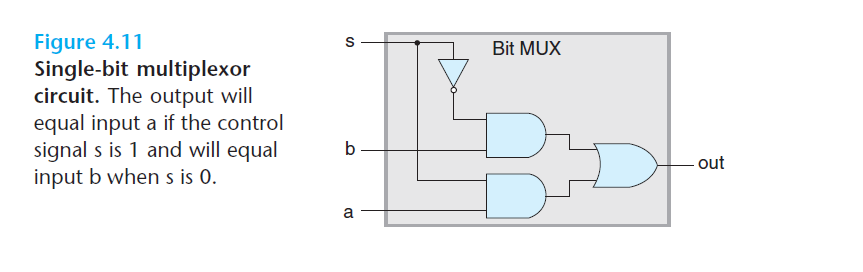 Figure 4.11
Single-bit multiplexor
circuit. The output will
equal input a if the control
signal s is 1 and will equal
input b when s is 0.
s
Bit MUX
b
out
a